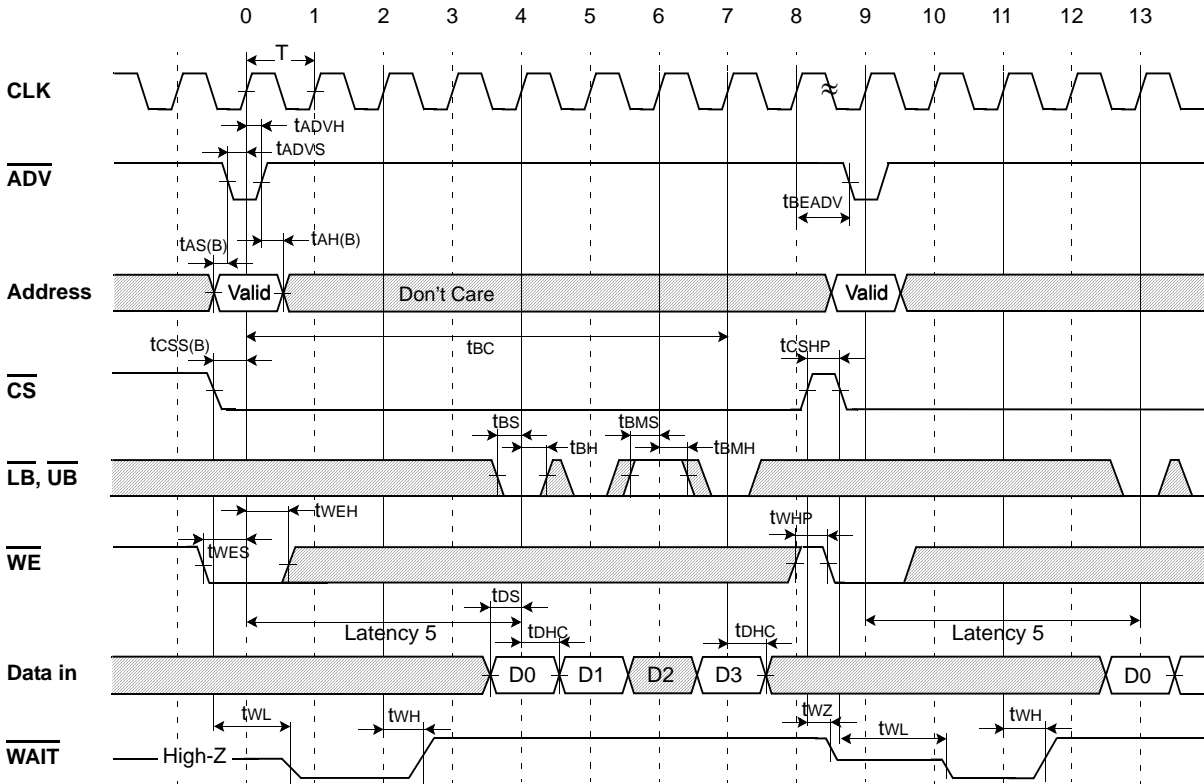 0 1 2 3 4 5 6 7 8 9 10 11 12 13
T
CLK
tADVH
tADVS
ADV
tBEADV
tAS(B) tAH(B)
Address Valid Don't Care Valid
tCSS(B) tBC tCSHP
CS
tBS tBMS
tBH tBMH
LB, UB
tWEH tWHP
tWES
WE
tDS
Latency 5 tDHC tDHC Latency 5
Data in D0 D1 D2 D3 D0
tWL tWH tWZ tWL tWH
WAIT High-Z